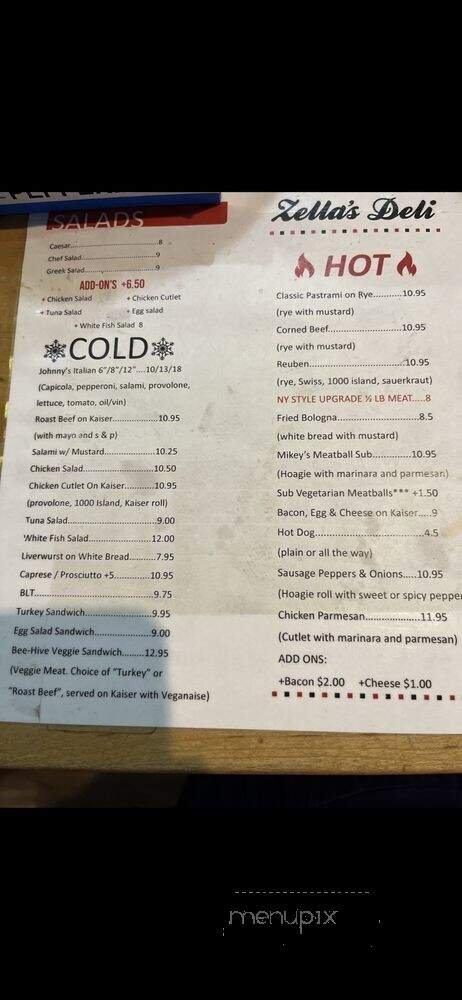 SALADS
Caesar..............................8
Chef Salad.........................9
Greek Salad........................9
ADD-ON'S +6.50
+ Chicken Salad + Chicken Cutlet
+ Tuna Salad + Egg salad
+ White Fish Salad 8
COLD
Johnny's Italian 6"/8"/12"....10/13/18
(Capicola, pepperoni, salami, provolone,
lettuce, tomato, oil/vin)
Roast Beef on Kaiser................10.95
(with mayo and s & p)
Salami w/ Mustard..................10.25
Chicken Salad.........................10.50
Chicken Cutlet On Kaiser..........10.95
(provolone, 1000 Island, Kaiser roll)
Tuna Salad..............................9.00
White Fish Salad.....................12.00
Liverwurst on White Bread.........7.95
Caprese / Prosciutto +5............10.95
BLT..........................................9.75
Turkey Sandwich.......................9.95
Egg Salad Sandwich...................9.00
Bee-Hive Veggie Sandwich........12.95
(Veggie Meat. Choice of "Turkey" or
"Roast Beef", served on Kaiser with Veganaise)
Zella's Deli
HOT
Classic Pastrami on Rye...........10.95
(rye with mustard)
Corned Beef............................10.95
(rye with mustard)
Reuben....................................10.95
(rye, Swiss, 1000 island, sauerkraut)
NY STYLE UPGRADE ½ LB MEAT.....8
Fried Bologna...........................8.5
(white bread with mustard)
Mikey's Meatball Sub...............10.95
(Hoagie with marinara and parmesan)
Sub Vegetarian Meatballs*** +1.50
Bacon, Egg & Cheese on Kaiser.....9
Hot Dog....................................4.5
(plain or all the way)
Sausage Peppers & Onions.....10.95
(Hoagie roll with sweet or spicy pepper
Chicken Parmesan....................11.95
(Cutlet with marinara and parmesan)
ADD ONS:
+Bacon $2.00 +Cheese $1.00
menupix